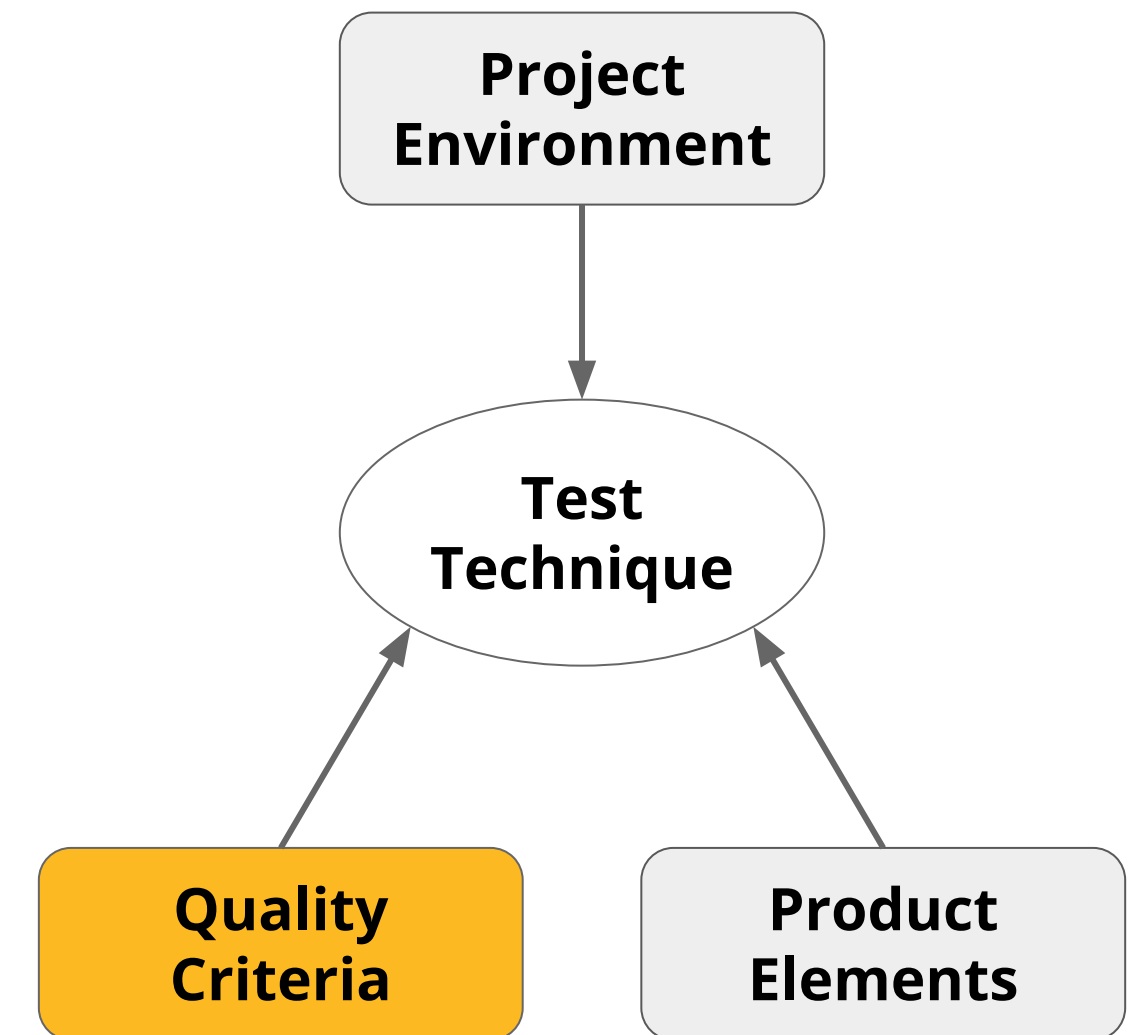 Project
Environment
Test
Technique
Quality
Criteria
Product
Elements